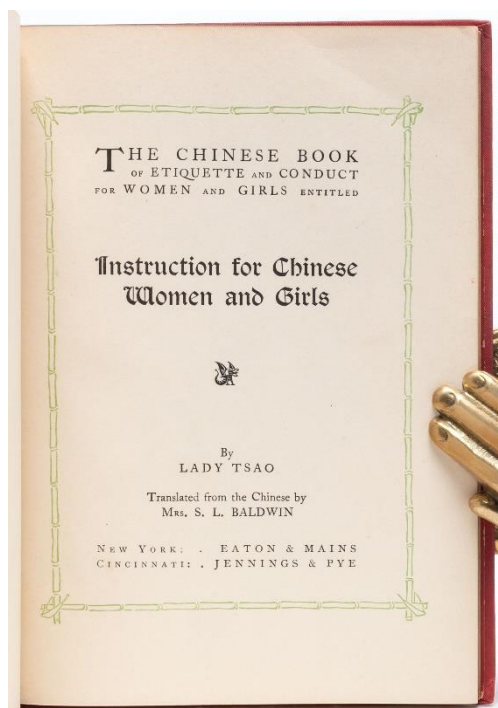 THE CHINESE BOOK
OF ETIQUETTE AND CONDUCT
FOR WOMEN AND GIRLS ENTITLED
Instruction for Chinese
Women and Girls
By
LADY TSAO
Translated from the Chinese by
MRS. S. L. BALDWIN
NEW YORK: . EATON & MAINS
CINCINNATI: . JENNINGS & PYE